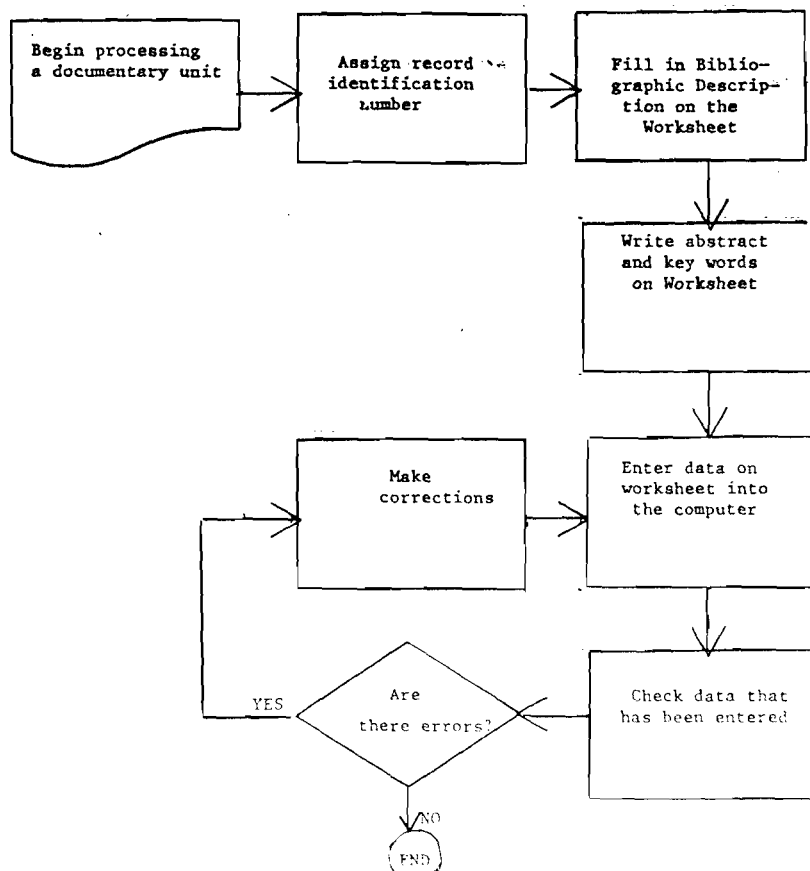 Begin processing
a documentary unit
Assign record
identification
number
Fill in Biblio-
graphic Descrip-
tion on the
Worksheet
Write abstract
and key words
on Worksheet
Enter data on
worksheet into
the computer
Make
corrections
Check data that
has been entered
Are
there errors?
YES
NO
END